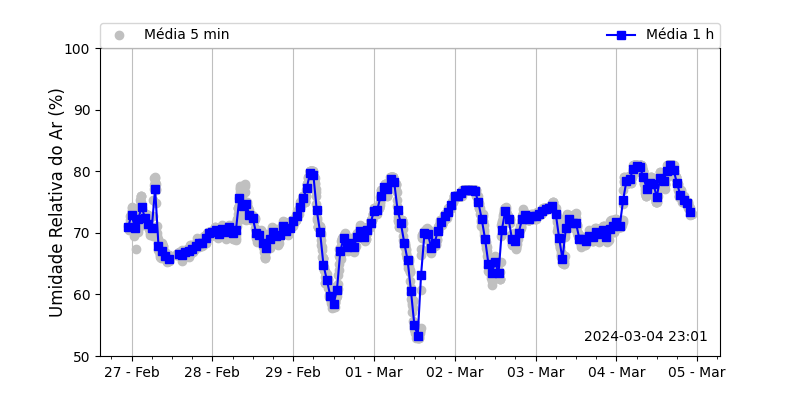 Média 5 min
Média 1 h
Umidade Relativa do Ar (%)
100
90
80
70
60
50
2024-03-04 23:01
27 - Feb
28 - Feb
29 - Feb
01 - Mar
02 - Mar
03 - Mar
04 - Mar
05 - Mar